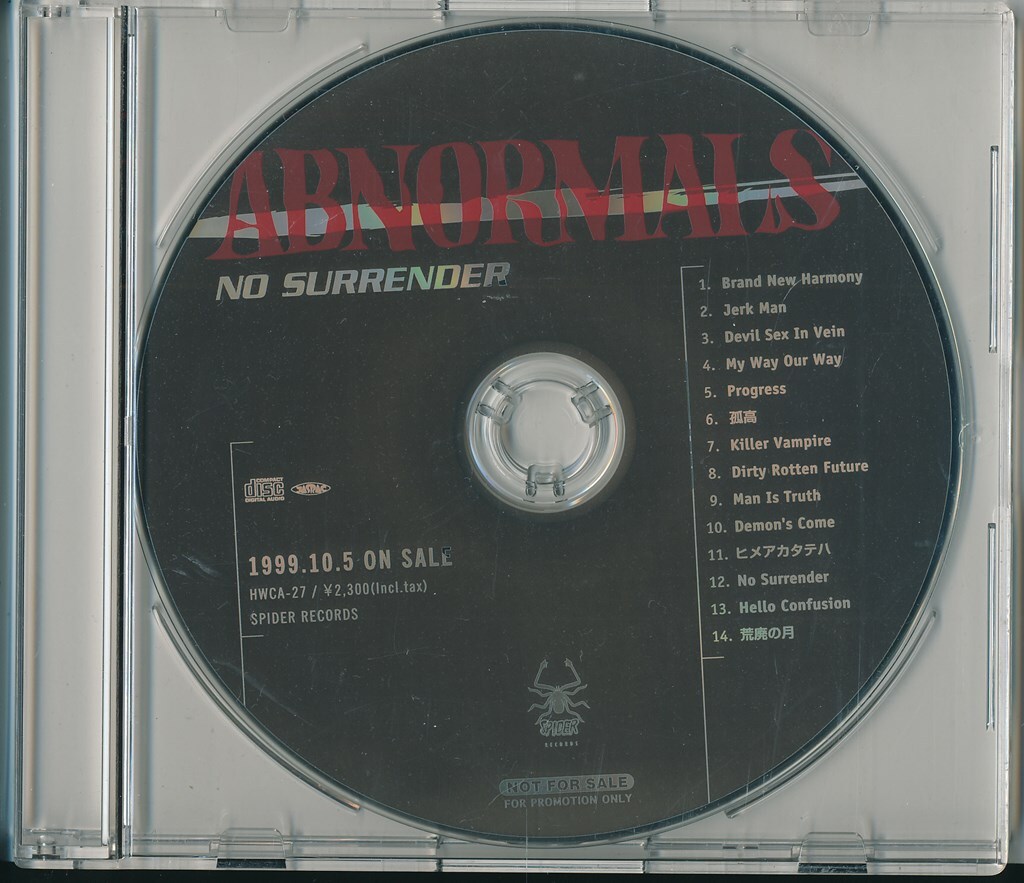 ABNORMALS
NO SURRENDER
1. Brand New Harmony
2. Jerk Man
3. Devil Sex In Vein
4. My Way Our Way
5. Progress
6. 孤高
7. Killer Vampire
8. Dirty Rotten Future
9. Man Is Truth
10. Demon's Come
11. ヒメアカタテハ
12. No Surrender
13. Hello Confusion
14. 荒廃の月
COMPACT
disc
DIGITAL AUDIO
1999.10.5 ON SALE
HWCA-27 / ¥2,300(Incl.tax)
SPIDER RECORDS
SPIDER
RECORDS
NOT FOR SALE
FOR PROMOTION ONLY